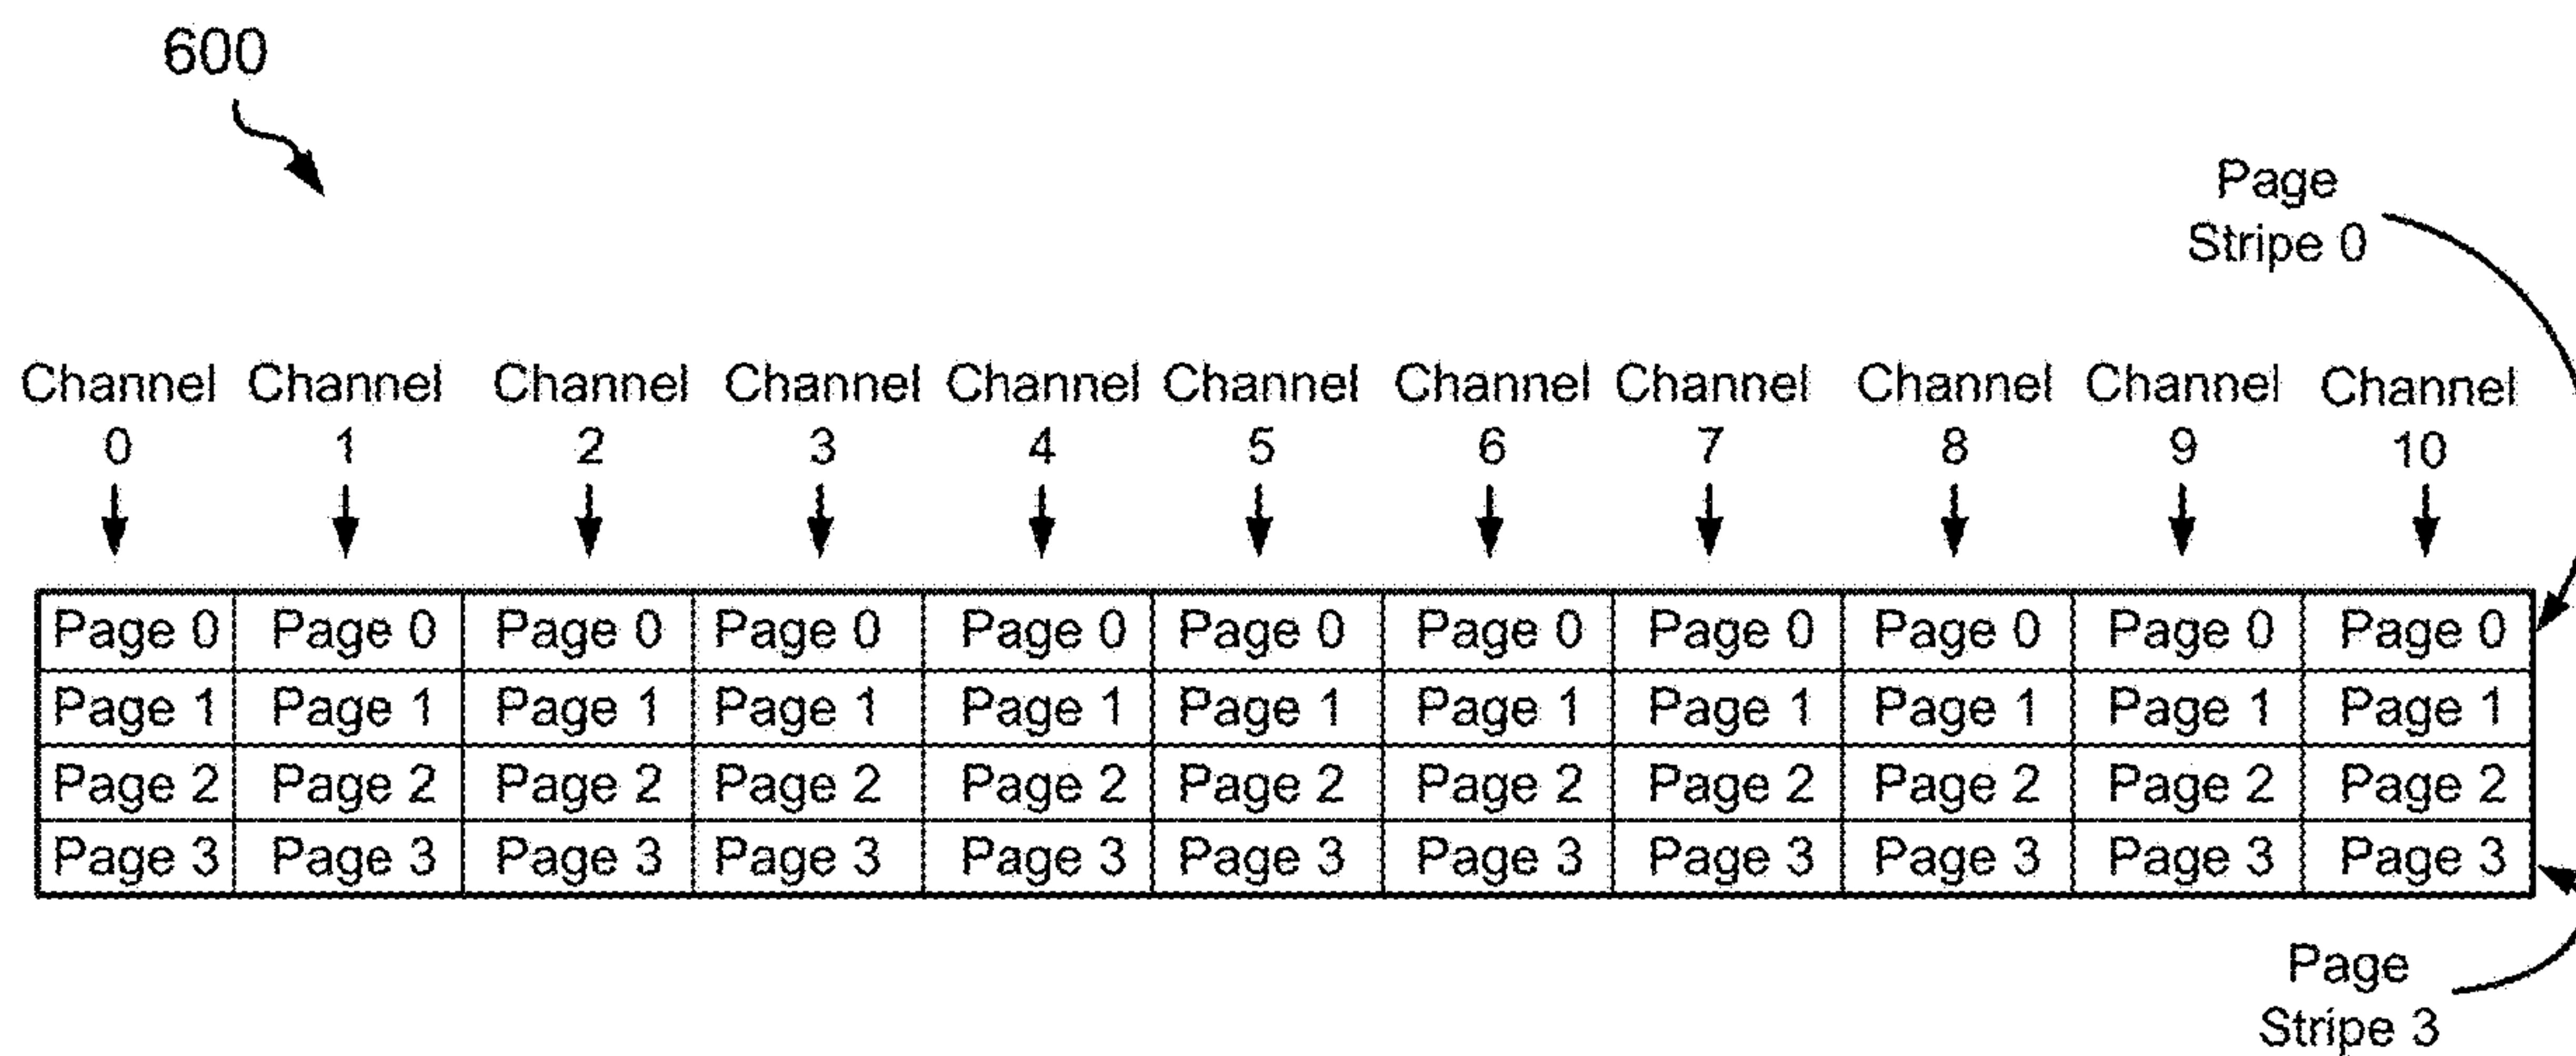 600
Page
Stripe 0
Channel Channel Channel Channel Channel Channel Channel Channel Channel Channel Channel
0 1 2 3 4 5 6 7 8 9 10
Page 0 Page 0 Page 0 Page 0 Page 0 Page 0 Page 0 Page 0 Page 0 Page 0 Page 0
Page 1 Page 1 Page 1 Page 1 Page 1 Page 1 Page 1 Page 1 Page 1 Page 1 Page 1
Page 2 Page 2 Page 2 Page 2 Page 2 Page 2 Page 2 Page 2 Page 2 Page 2 Page 2
Page 3 Page 3 Page 3 Page 3 Page 3 Page 3 Page 3 Page 3 Page 3 Page 3 Page 3
Page
Stripe 3